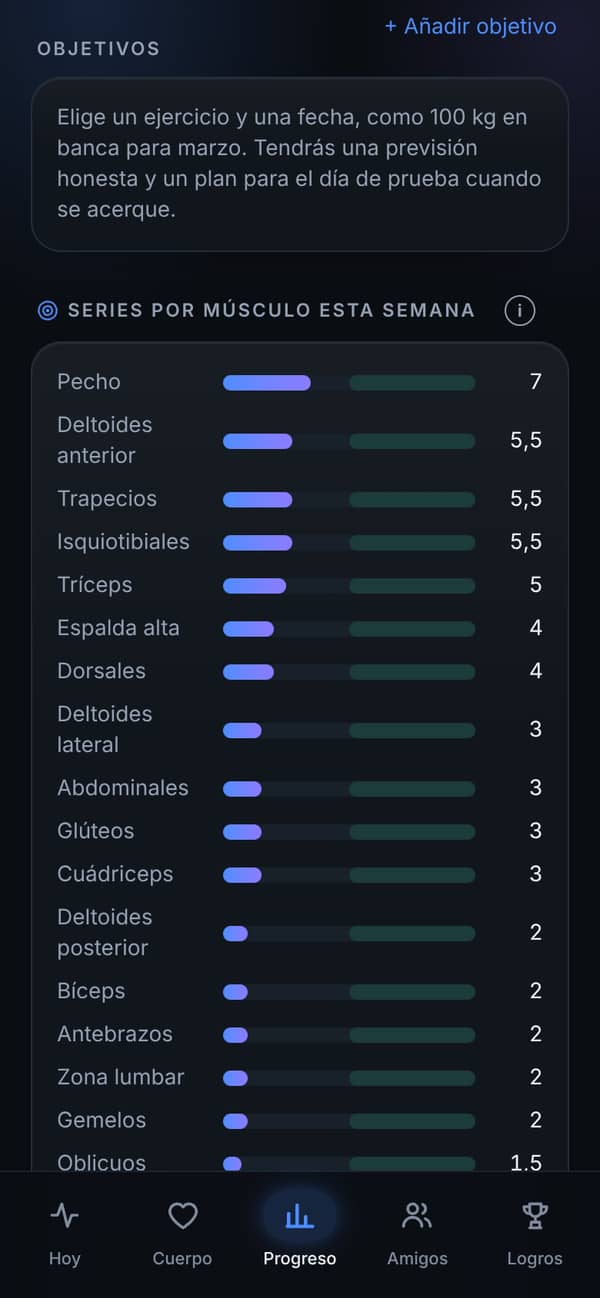 + Añadir objetivo
OBJETIVOS
Elige un ejercicio y una fecha, como 100 kg en
banca para marzo. Tendrás una previsión
honesta y un plan para el día de prueba cuando
se acerque.
SERIES POR MÚSCULO ESTA SEMANA
Pecho 7
Deltoides
anterior 5,5
Trapecios 5,5
Isquiotibiales 5,5
Tríceps 5
Espalda alta 4
Dorsales 4
Deltoides
lateral 3
Abdominales 3
Glúteos 3
Cuádriceps 3
Deltoides
posterior 2
Bíceps 2
Antebrazos 2
Zona lumbar 2
Gemelos 2
Oblicuos 1,5
Hoy Cuerpo Progreso Amigos Logros